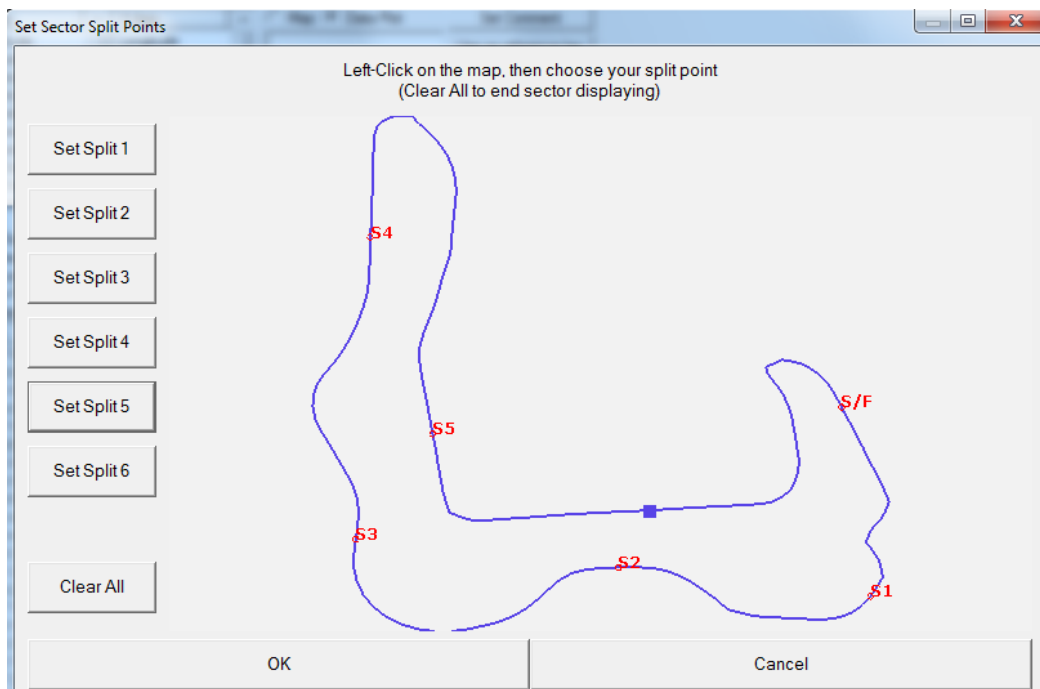 Set Sector Split Points
Left-Click on the map, then choose your split point
(Clear All to end sector displaying)
Set Split 1
Set Split 2
Set Split 3
Set Split 4
Set Split 5
Set Split 6
Clear All
S4
S/F
S5
S3
S2
S1
OK
Cancel